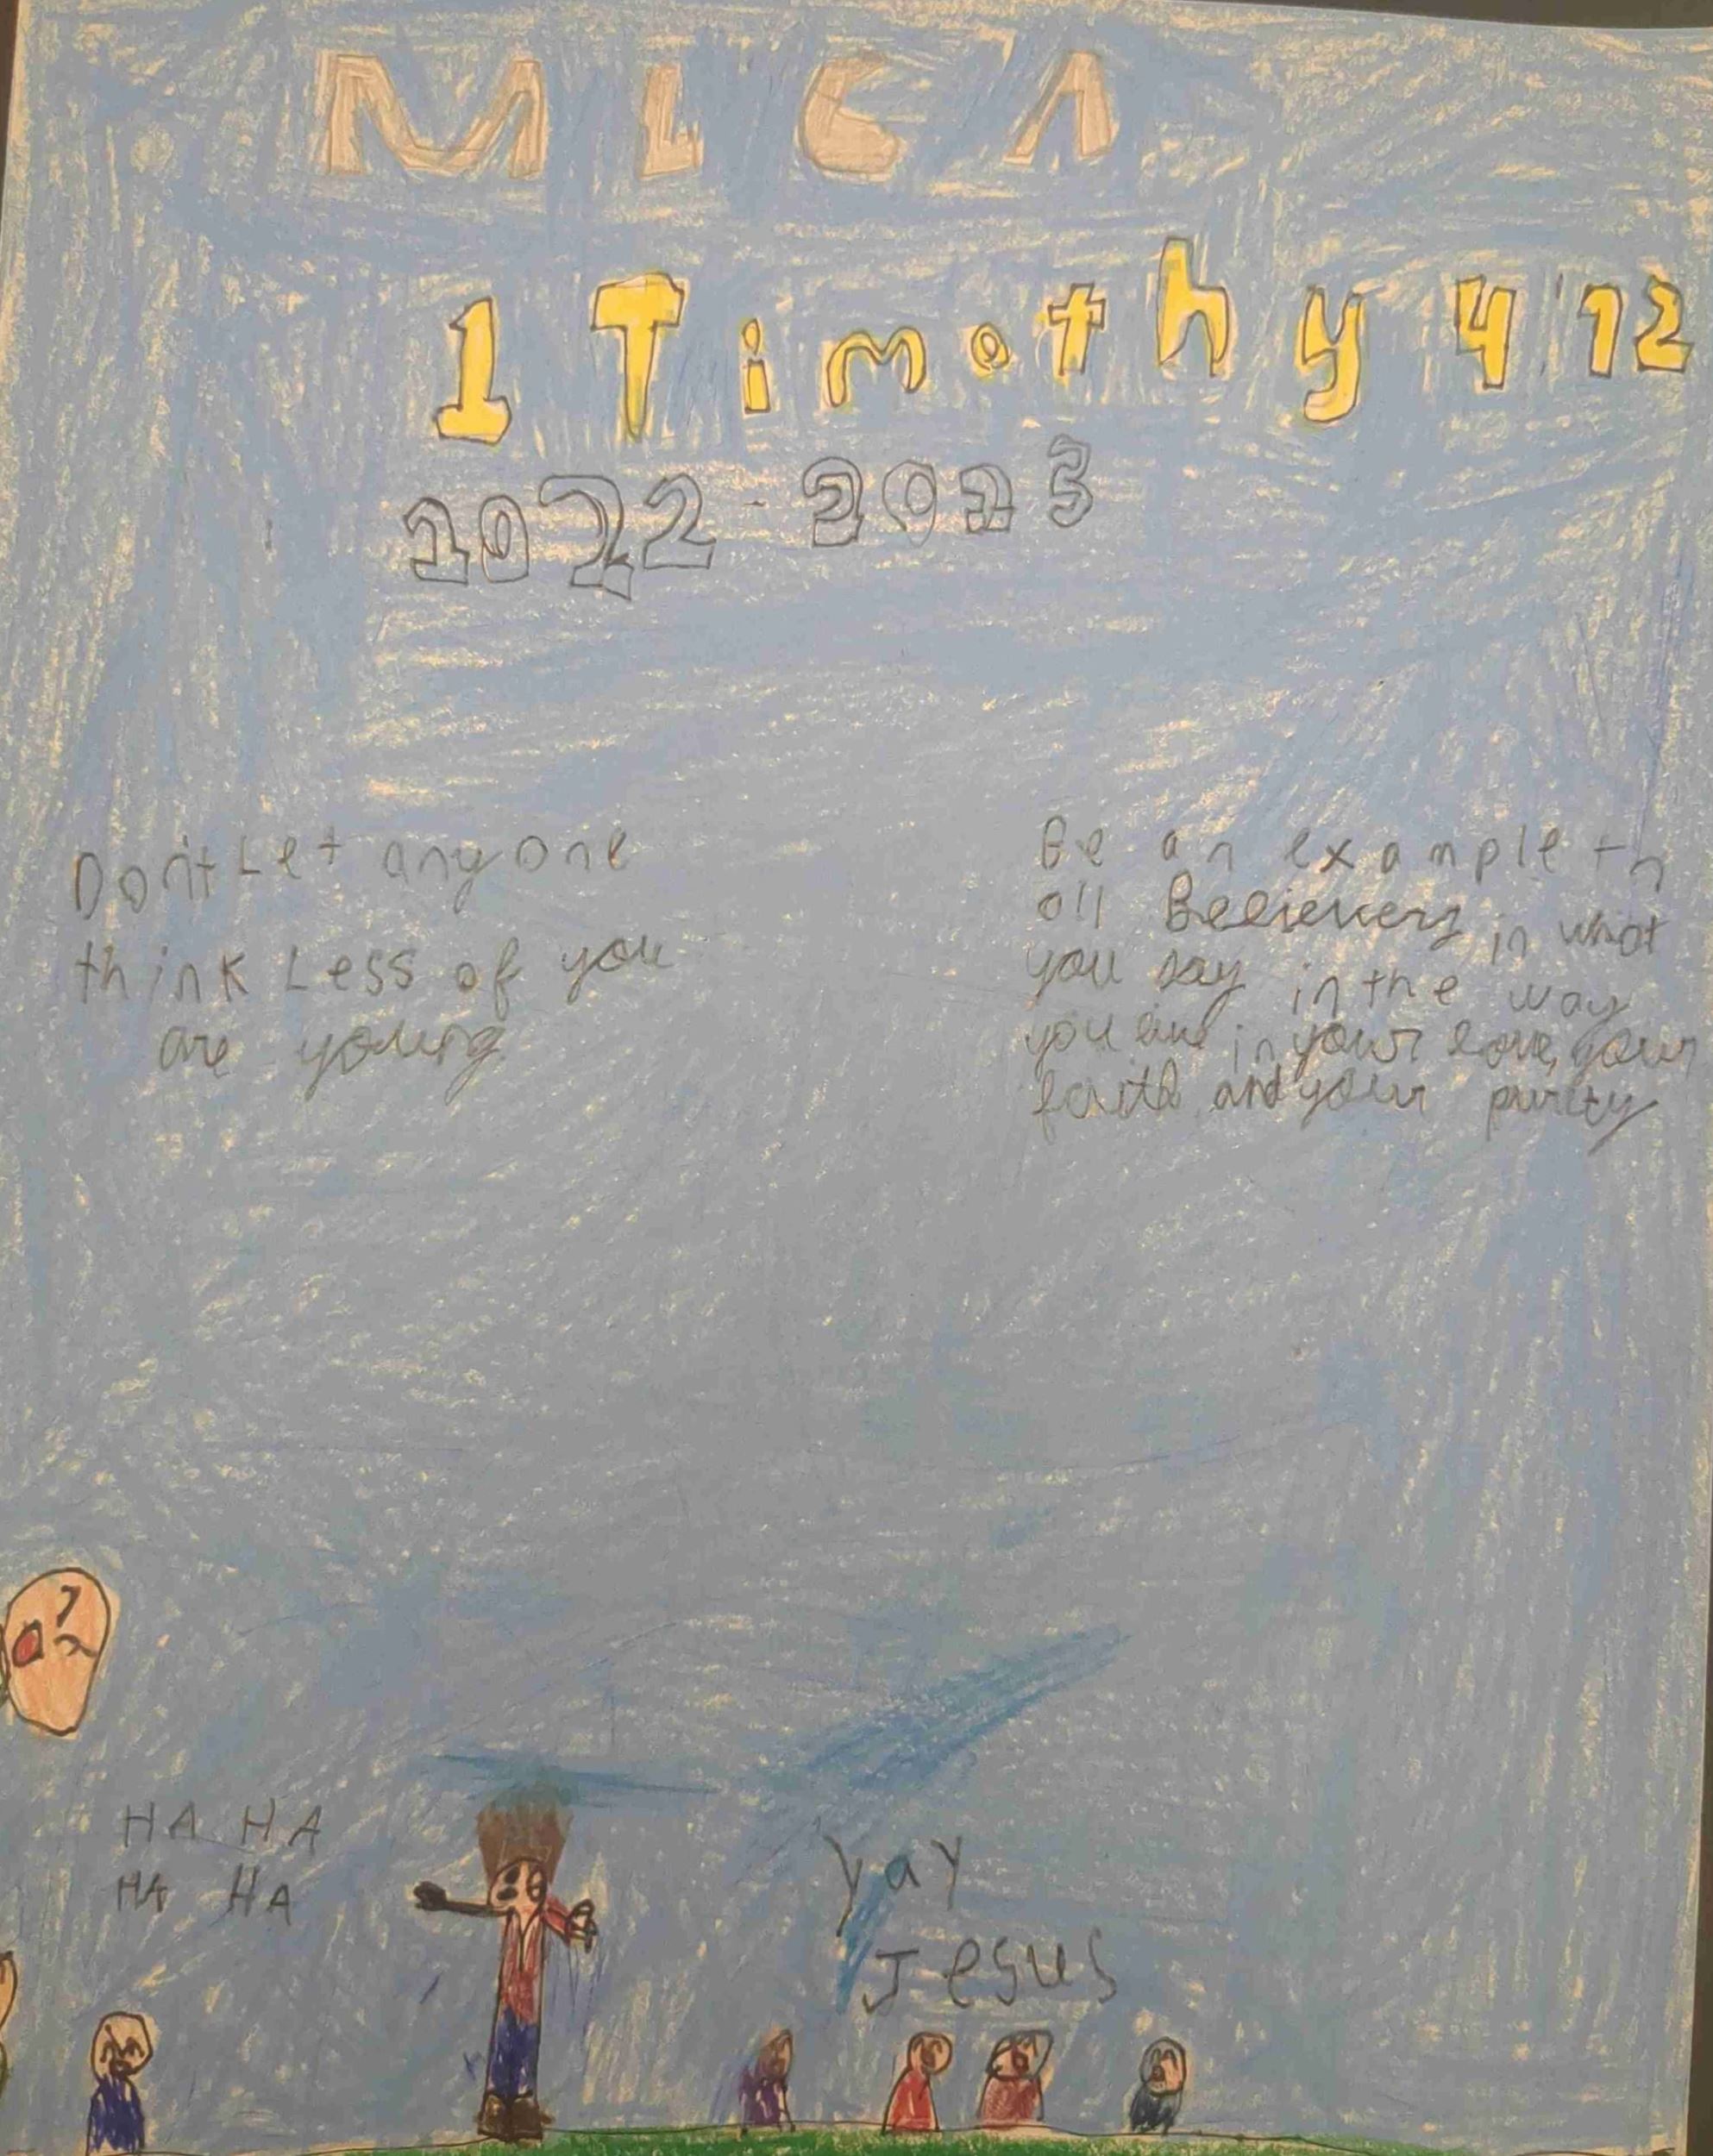 MLCA
1 Timothy 4:12
2022-2023
Don't Let anyone
think Less of you
are young
Be an example to
all Believers in what
you say in the way
you live in your love, your
faith, and your purity
HA HA
HA HA
yay
Jesus